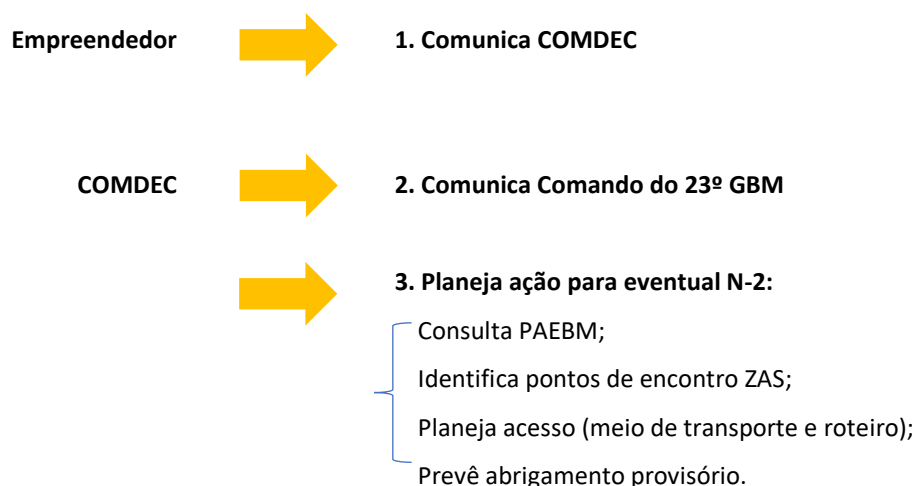 Empreendedor
1. Comunica COMDEC
COMDEC
2. Comunica Comando do 23º GBM
3. Planeja ação para eventual N-2:
Consulta PAEBM;
Identifica pontos de encontro ZAS;
Planeja acesso (meio de transporte e roteiro);
Prevê abrigamento provisório.